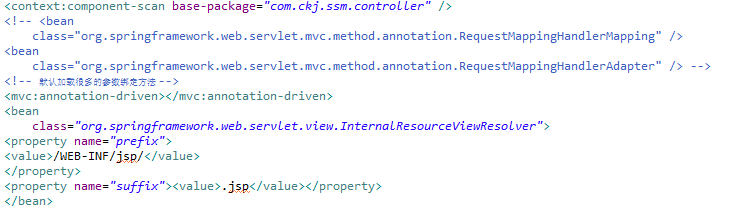 <context:component-scan base-package="com.ckj.ssm.controller" />
<!-- <bean
class="org.springframework.web.servlet.mvc.method.annotation.RequestMappingHandlerMapping" />
<bean
class="org.springframework.web.servlet.mvc.method.annotation.RequestMappingHandlerAdapter" /> -->
<!-- 默认加载很多的参数绑定方法 -->
<mvc:annotation-driven></mvc:annotation-driven>
<bean
class="org.springframework.web.servlet.view.InternalResourceViewResolver">
<property name="prefix">
<value>/WEB-INF/jsp/</value>
</property>
<property name="suffix"><value>.jsp</value></property>
</bean>